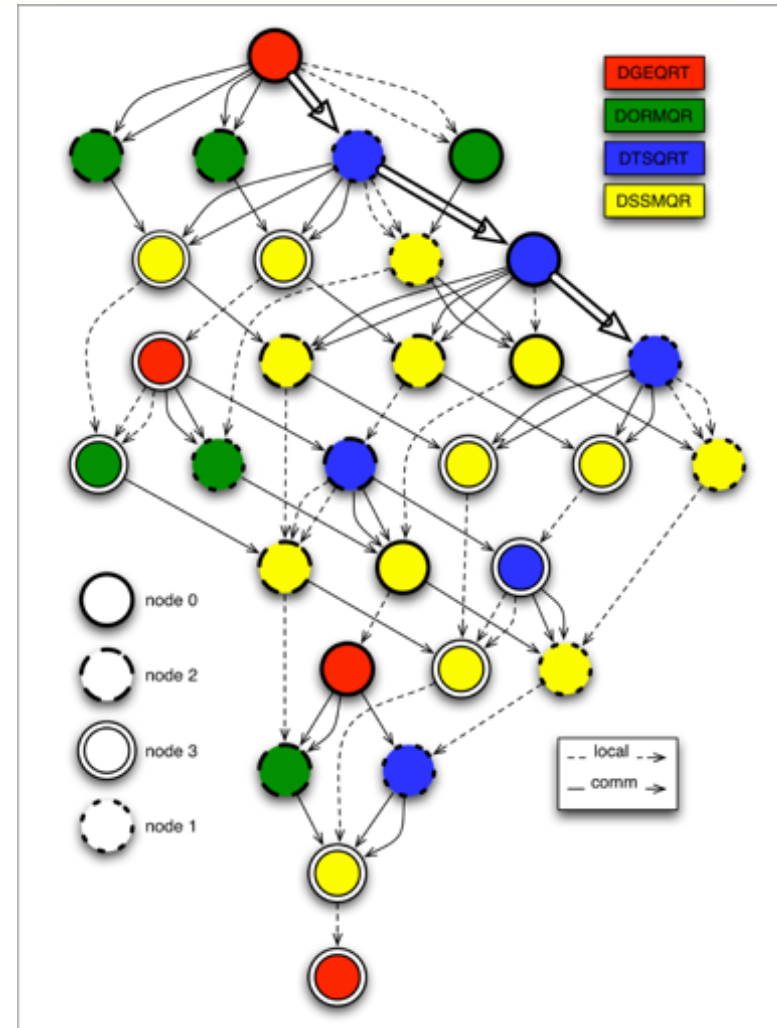 DGEQRT
DORMQR
DTSQRT
DSSMQR
node 0
node 2
node 3
node 1
local
comm